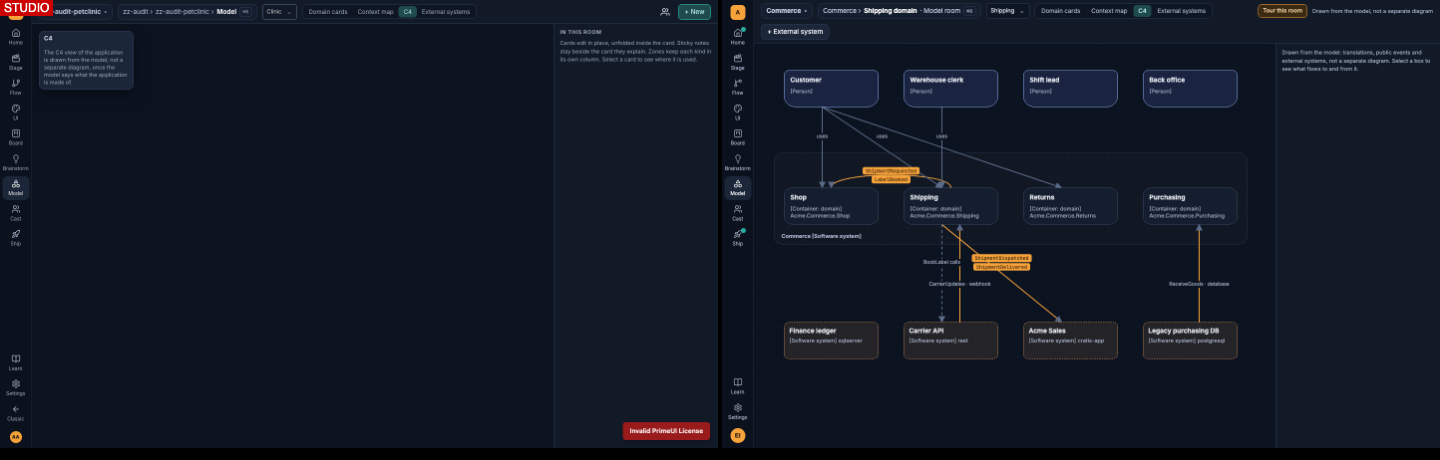 STUDIO
audit-petclinic
zz-audit › zz-audit-petclinic › Model
Clinic
Domain cards
Context map
C4
External systems
+ New
Home
Stage
Flow
UI
Board
Brainstorm
Model
Cast
Ship
Learn
Settings
Classic
AA
C4
The C4 view of the application
is drawn from the model, not a
separate diagram, once the
model says what the application
is made of.
IN THIS ROOM
Cards edit in place, unfolded inside the card. Sticky notes
stay beside the card they explain. Zones keep each kind in
its own column. Select a card to see where it is used.
Invalid PrimeUI License
A
Commerce
Commerce › Shipping domain · Model room
Shipping
Domain cards
Context map
C4
External systems
Tour this room
Drawn from the model, not a separate diagram
+ External system
Home
Stage
Flow
UI
Board
Brainstorm
Model
Cast
Ship
Learn
Settings
EI
Drawn from the model: translations, public events and
external systems, not a separate diagram. Select a box to
see what flows to and from it.
Customer
[Person]
Warehouse clerk
[Person]
Shift lead
[Person]
Back office
[Person]
uses
uses
uses
ShipmentRequested
LabelBooked
Shop
[Container: domain]
Acme.Commerce.Shop
Shipping
[Container: domain]
Acme.Commerce.Shipping
Returns
[Container: domain]
Acme.Commerce.Returns
Purchasing
[Container: domain]
Acme.Commerce.Purchasing
Commerce [Software system]
BookLabel calls
ShipmentDispatched
ShipmentDelivered
CarrierUpdates · webhook
ReceiveGoods · database
Finance ledger
[Software system] sqlserver
Carrier API
[Software system] rest
Acme Sales
[Software system] cratis-app
Legacy purchasing DB
[Software system] postgresql